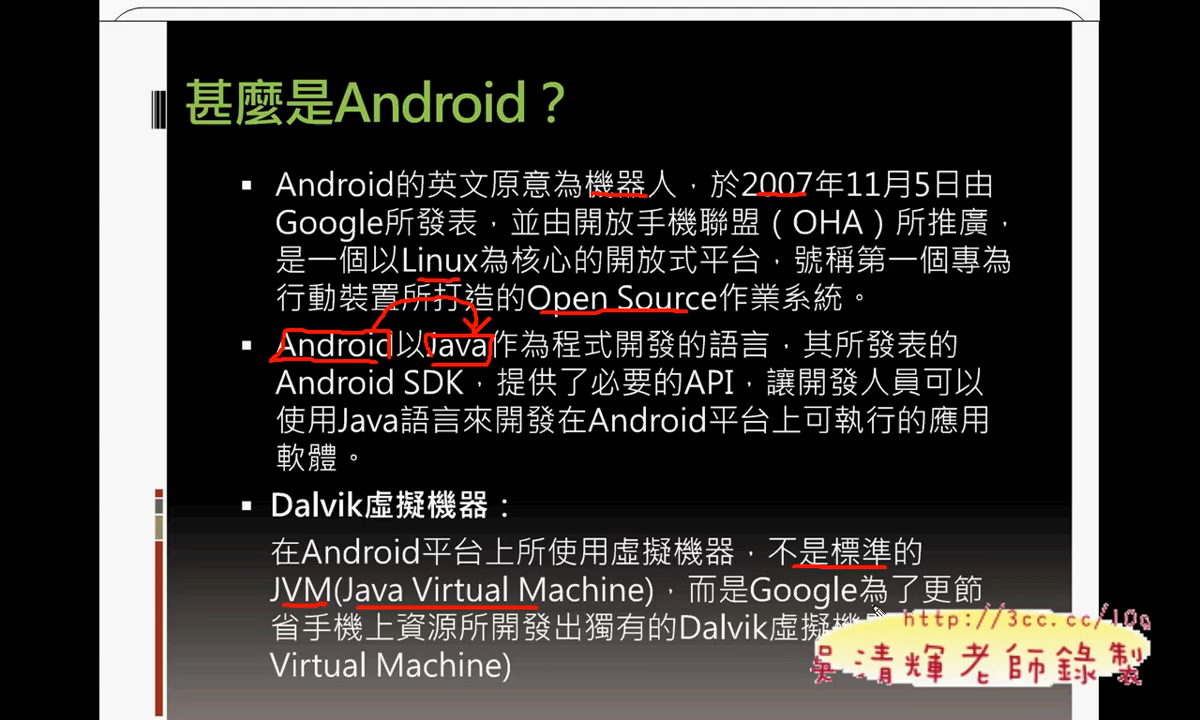 甚麼是Android？
Android的英文原意為機器人，於2007年11月5日由
Google所發表，並由開放手機聯盟（OHA）所推廣，
是一個以Linux為核心的開放式平台，號稱第一個專為
行動裝置所打造的Open Source作業系統。
Android以Java作為程式開發的語言，其所發表的
Android SDK，提供了必要的API，讓開發人員可以
使用Java語言來開發在Android平台上可執行的應用
軟體。
Dalvik虛擬機器：
在Android平台上所使用虛擬機器，不是標準的
JVM(Java Virtual Machine)，而是Google為了更節
省手機上資源所開發出獨有的Dalvik虛擬機
Virtual Machine)
http://3cc.cc/10g
吳清輝老師錄製